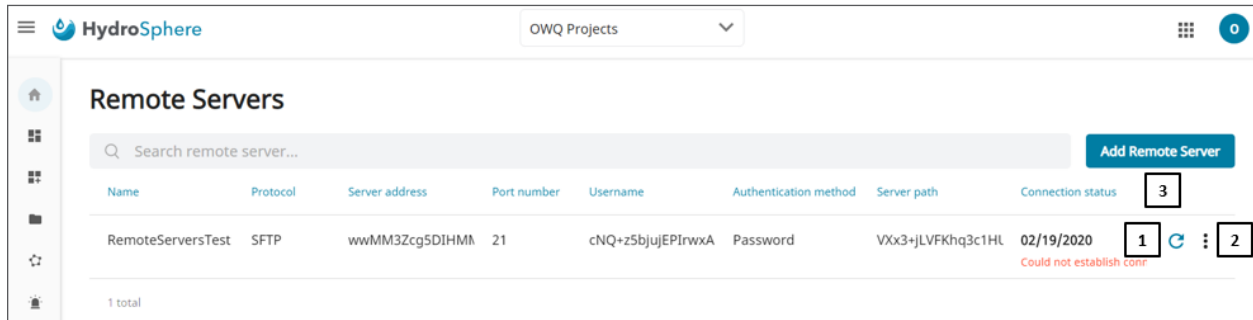 HydroSphere
OWQ Projects
O
Remote Servers
Search remote server...
Add Remote Server
Name Protocol Server address Port number Username Authentication method Server path Connection status 3
RemoteServersTest SFTP wwMM3Zcg5DIHM 21 cNQ+z5bjujEPIrwxA Password VXx3+jLVFKhq3c1HU 02/19/2020 1 2
Could not establish conr
1 total